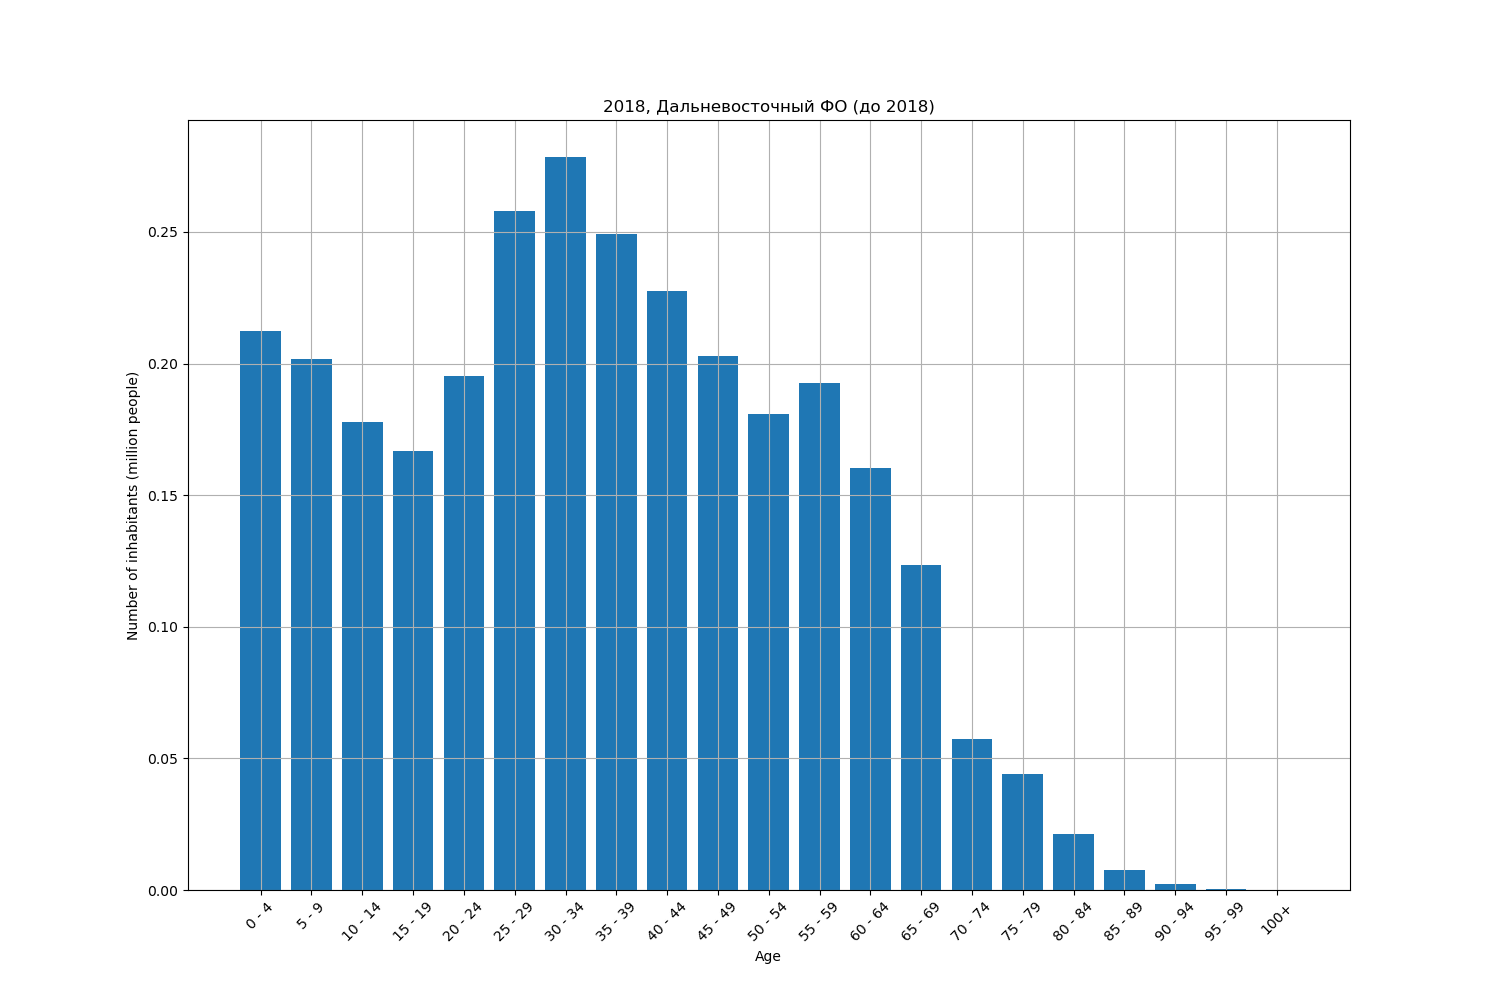 2018, Дальневосточный ФО (до 2018)
Number of inhabitants (million people)
0.25
0.20
0.15
0.10
0.05
0.00
0 - 4
5 - 9
10 - 14
15 - 19
20 - 24
25 - 29
30 - 34
35 - 39
40 - 44
45 - 49
50 - 54
55 - 59
60 - 64
65 - 69
70 - 74
75 - 79
80 - 84
85 - 89
90 - 94
95 - 99
100+
Age